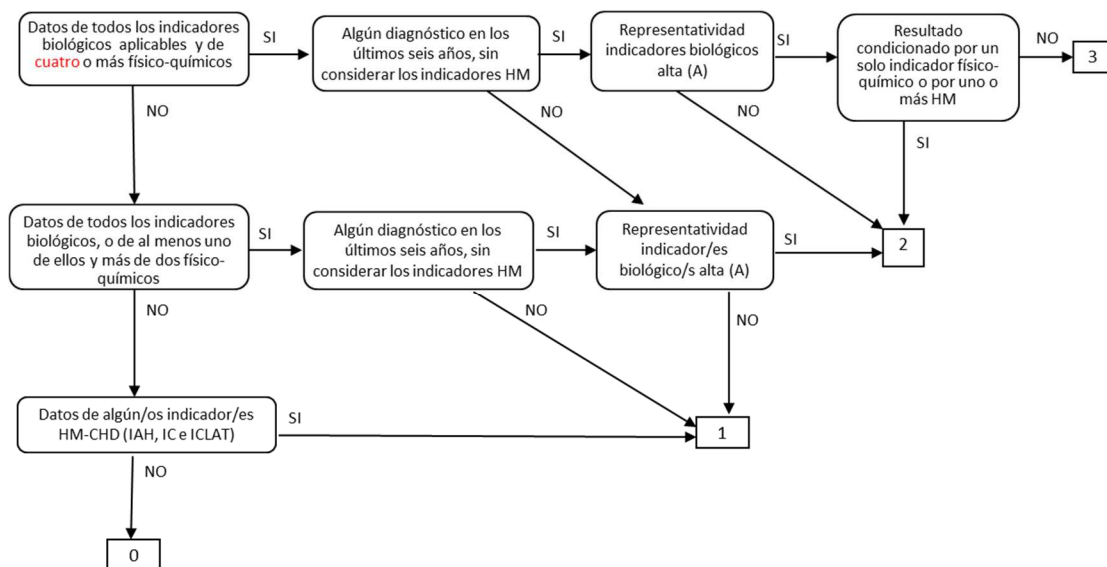 Datos de todos los indicadores
biológicos aplicables y de
cuatro o más físico-químicos
SI
Algún diagnóstico en los
últimos seis años, sin
considerar los indicadores HM
SI
Representatividad
indicadores biológicos
alta (A)
SI
Resultado
condicionado por un
solo indicador físico-
químico o por uno o
más HM
NO
3
NO
NO
NO
SI
Datos de todos los indicadores
biológicos, o de al menos uno
de ellos y más de dos físico-
químicos
SI
Algún diagnóstico en los
últimos seis años, sin
considerar los indicadores HM
SI
Representatividad
indicador/es
biológico/s alta (A)
SI
2
NO
NO
NO
Datos de algún/os indicador/es
HM-CHD (IAH, IC e ICLAT)
SI
1
NO
0